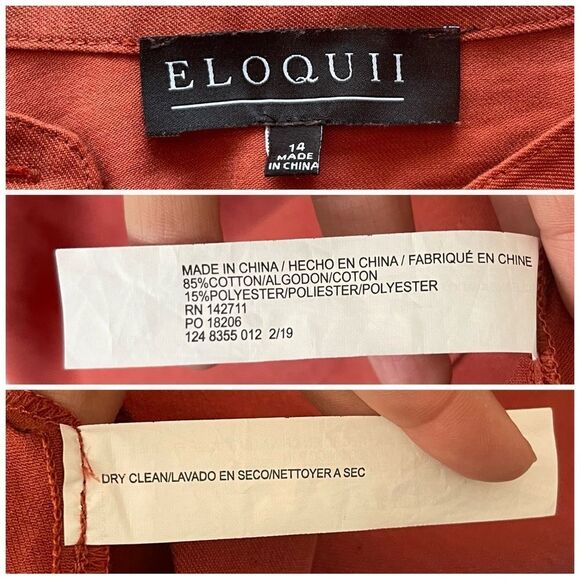 ELOQUII
14
MADE
IN CHINA
MADE IN CHINA / HECHO EN CHINA / FABRIQUÉ EN CHINE
85%COTTON/ALGODON/COTON
15%POLYESTER/POLIESTER/POLYESTER
RN 142711
PO 18206
124 8355 012 2/19
DRY CLEAN/LAVADO EN SECO/NETTOYER A SEC